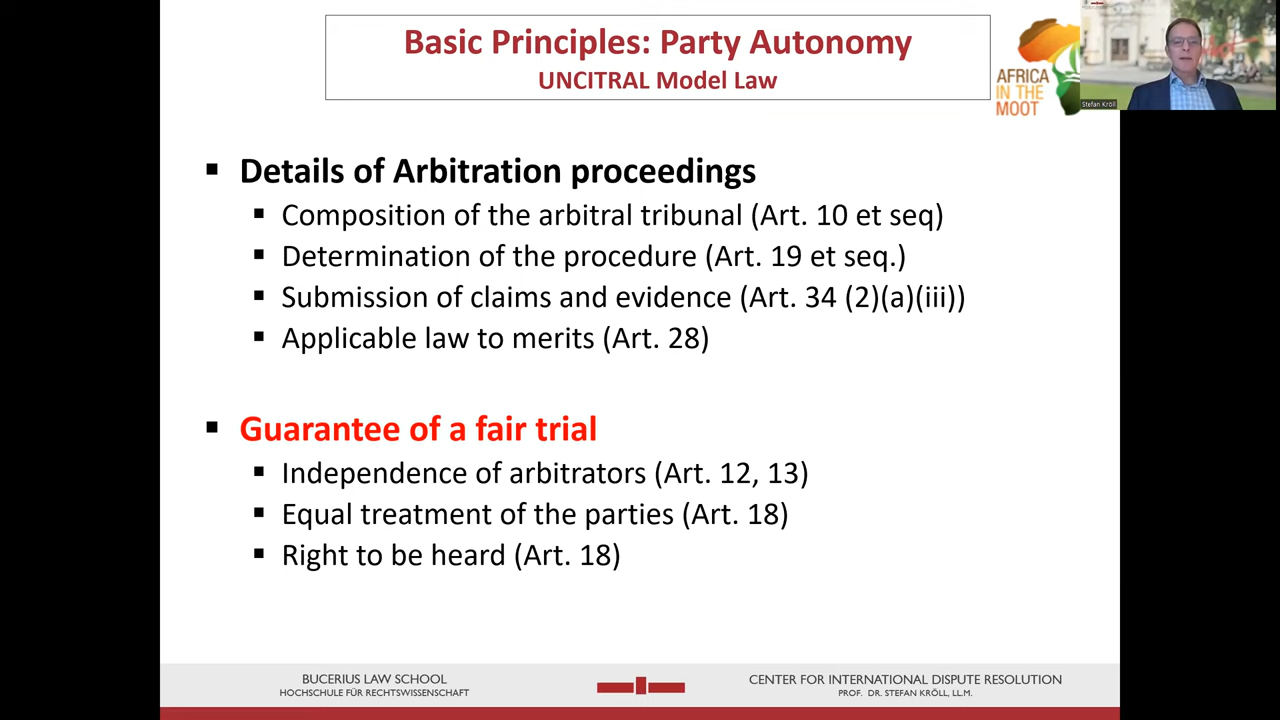 Basic Principles: Party Autonomy
UNCITRAL Model Law
AFRICA
IN THE
MOOT
Stefan Kröll
▪ Details of Arbitration proceedings
▪ Composition of the arbitral tribunal (Art. 10 et seq)
▪ Determination of the procedure (Art. 19 et seq.)
▪ Submission of claims and evidence (Art. 34 (2)(a)(iii))
▪ Applicable law to merits (Art. 28)
▪ Guarantee of a fair trial
▪ Independence of arbitrators (Art. 12, 13)
▪ Equal treatment of the parties (Art. 18)
▪ Right to be heard (Art. 18)
BUCERIUS LAW SCHOOL
HOCHSCHULE FÜR RECHTSWISSENSCHAFT
CENTER FOR INTERNATIONAL DISPUTE RESOLUTION
PROF. DR. STEFAN KRÖLL, LL.M.